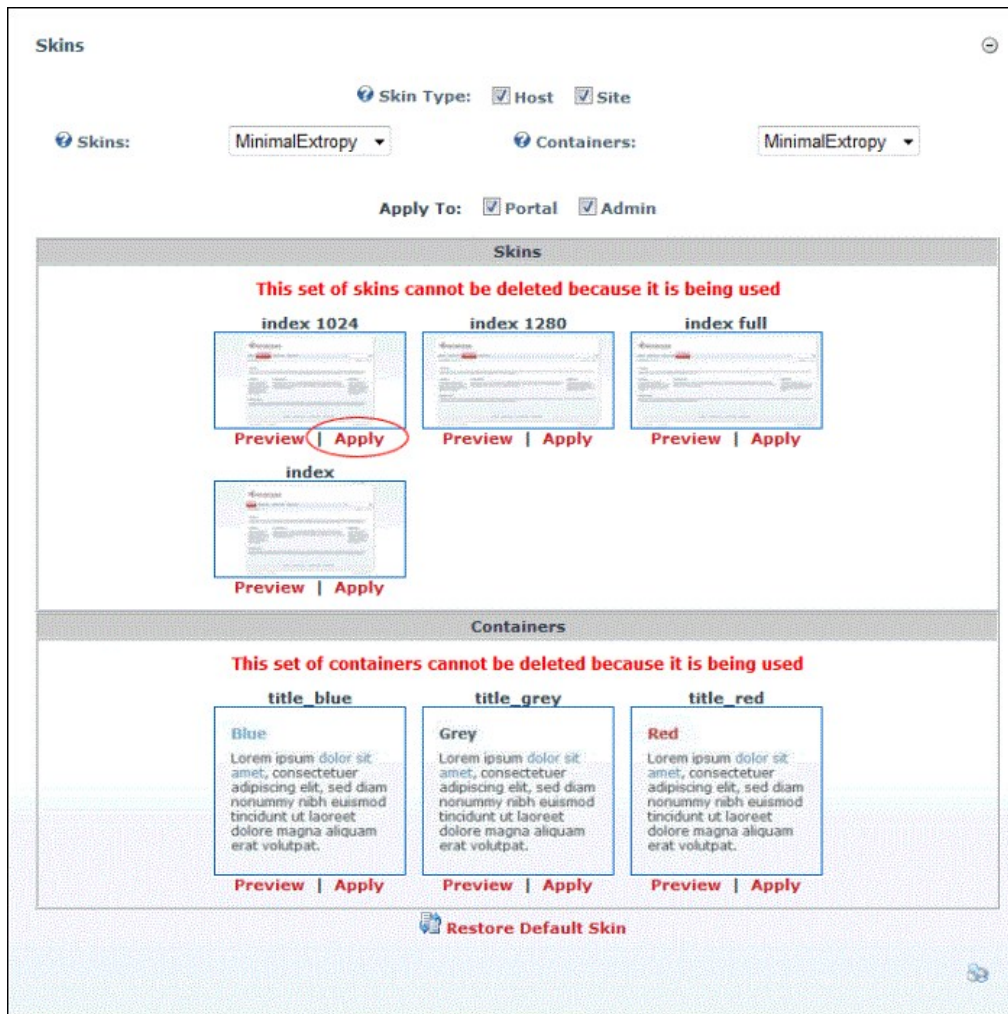 Skins
Skin Type: Host Site
Skins: MinimalExtropy Containers: MinimalExtropy
Apply To: Portal Admin
Skins
This set of skins cannot be deleted because it is being used
index 1024 index 1280 index full
Preview | Apply Preview | Apply Preview | Apply
index
Preview | Apply
Containers
This set of containers cannot be deleted because it is being used
title_blue title_grey title_red
Blue
Lorem ipsum dolor sit
amet, consectetuer
adipiscing elit, sed diam
nonummy nibh euismod
tincidunt ut laoreet
dolore magna aliquam
erat volutpat.
Grey
Lorem ipsum dolor sit
amet, consectetuer
adipiscing elit, sed diam
nonummy nibh euismod
tincidunt ut laoreet
dolore magna aliquam
erat volutpat.
Red
Lorem ipsum dolor sit
amet, consectetuer
adipiscing elit, sed diam
nonummy nibh euismod
tincidunt ut laoreet
dolore magna aliquam
erat volutpat.
Preview | Apply Preview | Apply Preview | Apply
Restore Default Skin